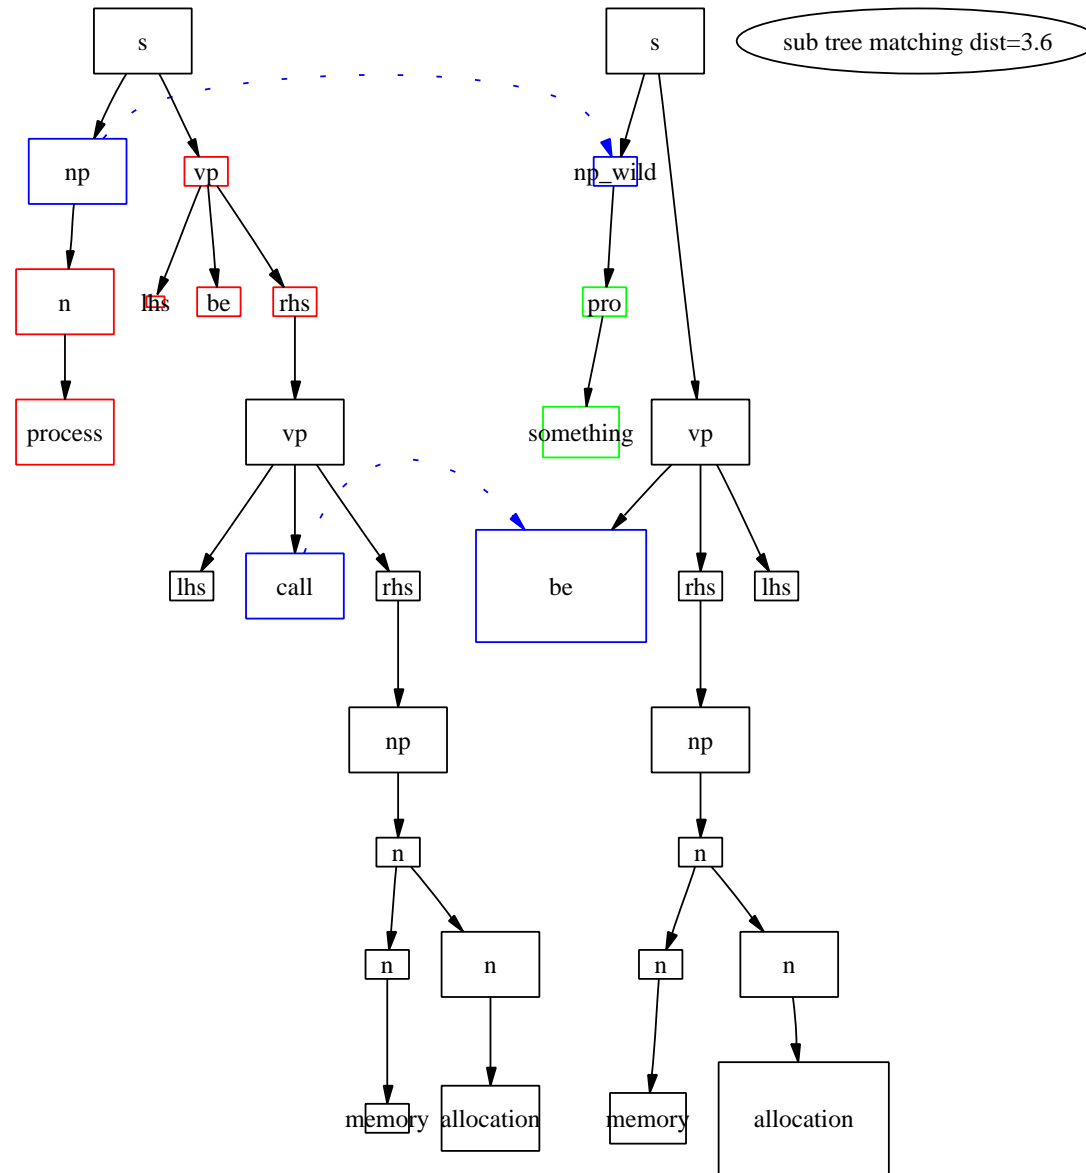 s
s
sub tree matching dist=3.6
np
vp
np_wild
n
lhs
be
rhs
pro
process
vp
something
vp
lhs
call
rhs
be
rhs
lhs
np
np
n
n
n
n
n
n
memory
allocation
memory
allocation